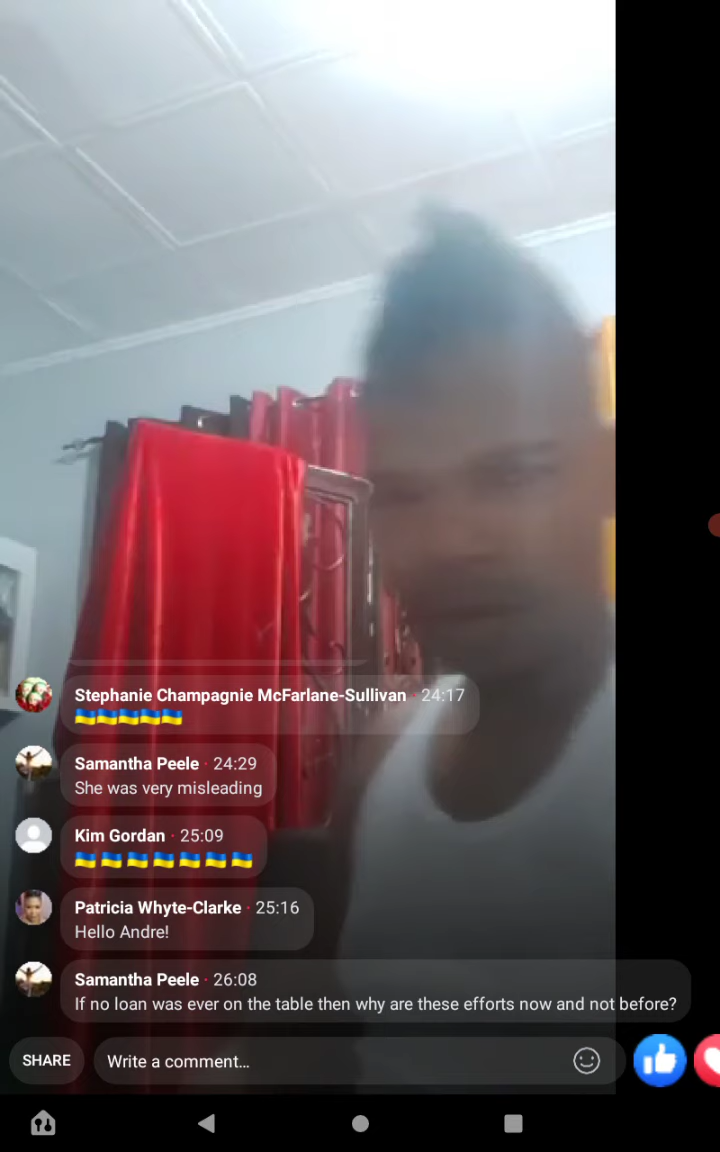 Stephanie Champagnie McFarlane-Sullivan · 24:17
🇺🇦🇺🇦🇺🇦🇺🇦🇺🇦
Samantha Peele · 24:29
She was very misleading
Kim Gordan · 25:09
🇺🇦 🇺🇦 🇺🇦 🇺🇦 🇺🇦 🇺🇦 🇺🇦
Patricia Whyte-Clarke · 25:16
Hello Andre!
Samantha Peele · 26:08
If no loan was ever on the table then why are these efforts now and not before?
SHARE
Write a comment...